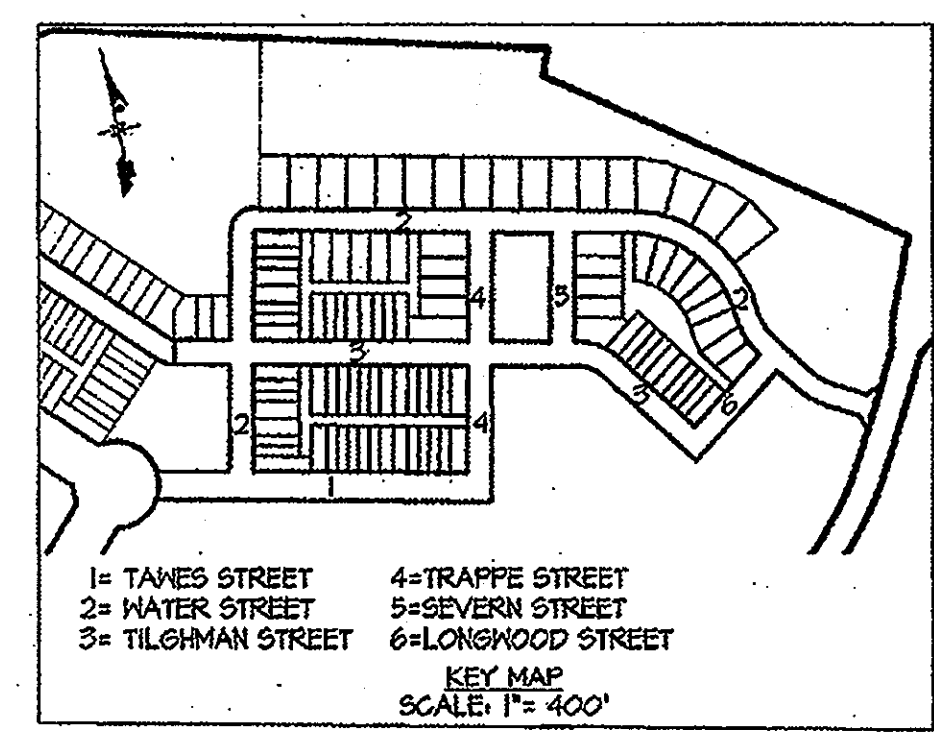 2
4
5
2
3
3
2
4
6
1
1= TAWES STREET
2= WATER STREET
3= TILGHMAN STREET
4=TRAPPE STREET
5=SEVERN STREET
6=LONGWOOD STREET
KEY MAP
SCALE: 1"= 400'